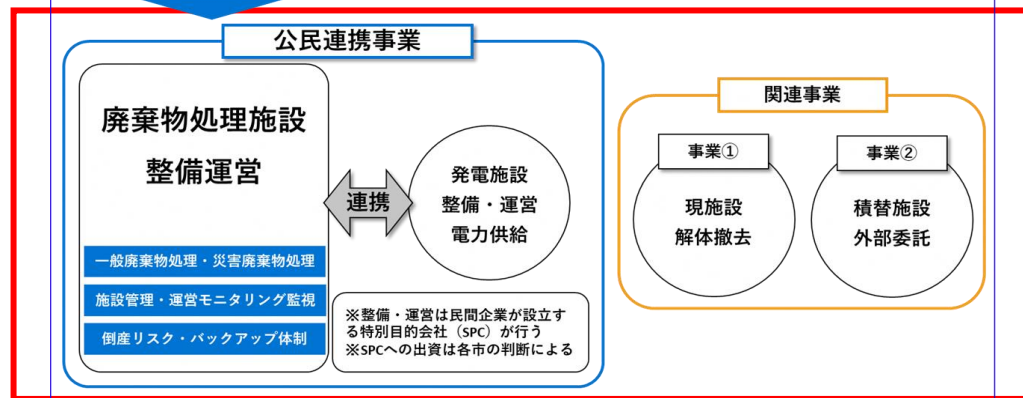 公民連携事業
廃棄物処理施設
整備運営
一般廃棄物処理・災害廃棄物処理
施設管理・運営モニタリング監視
倒産リスク・バックアップ体制
連携
発電施設
整備・運営
電力供給
※整備・運営は民間企業が設立す
る特別目的会社（SPC）が行う
※SPCへの出資は各市の判断による
関連事業
事業①
現施設
解体撤去
事業②
積替施設
外部委託